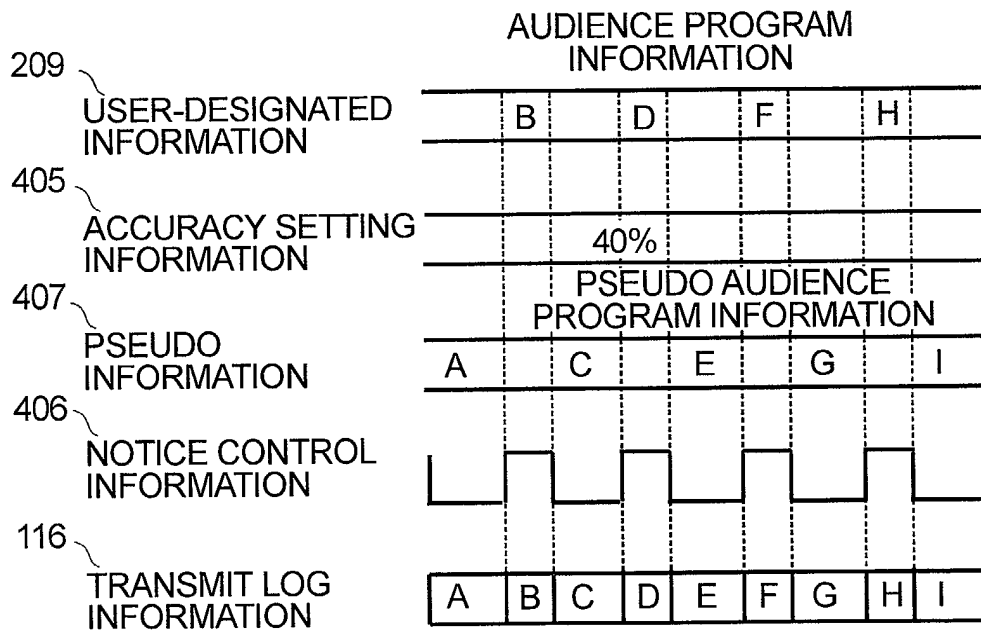 AUDIENCE PROGRAM
INFORMATION
209
USER-DESIGNATED
INFORMATION
B D F H
405
ACCURACY SETTING
INFORMATION
40%
407
PSEUDO AUDIENCE
PROGRAM INFORMATION
PSEUDO
INFORMATION
A C E G I
406
NOTICE CONTROL
INFORMATION
116
TRANSMIT LOG
INFORMATION
A B C D E F G H I